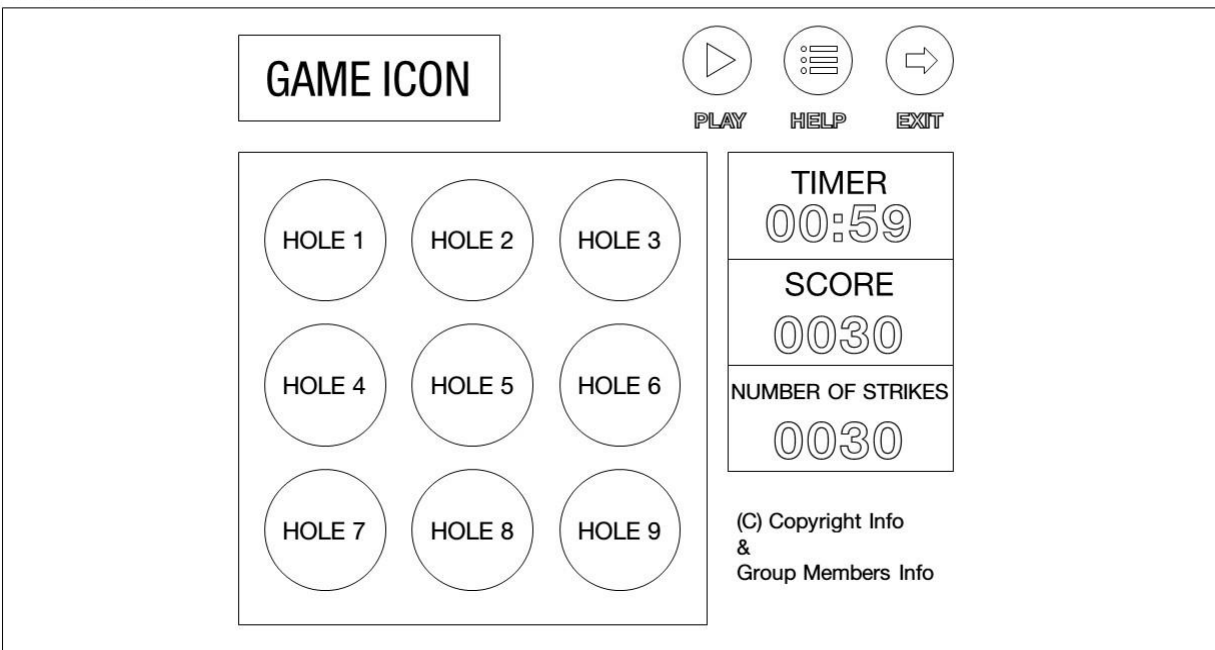 GAME ICON
PLAY HELP EXIT
HOLE 1 HOLE 2 HOLE 3
HOLE 4 HOLE 5 HOLE 6
HOLE 7 HOLE 8 HOLE 9
TIMER
00:59
SCORE
0030
NUMBER OF STRIKES
0030
(C) Copyright Info
&
Group Members Info